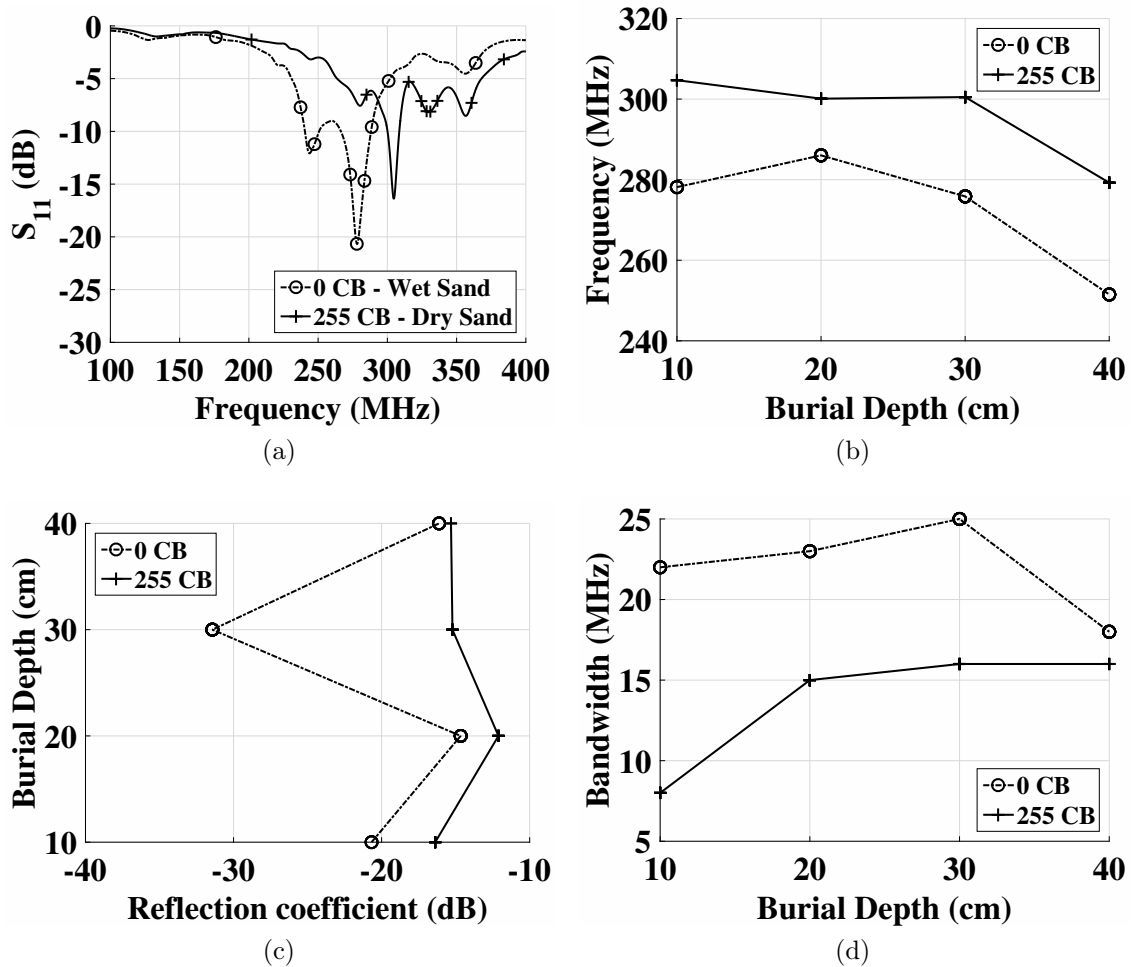 0
-5
-10
-15
-20
-25
-30
S11 (dB)
0 CB - Wet Sand
255 CB - Dry Sand
100 150 200 250 300 350 400
Frequency (MHz)
(a)
320
300
280
260
240
Frequency (MHz)
0 CB
255 CB
10 20 30 40
Burial Depth (cm)
(b)
40
30
20
10
Burial Depth (cm)
0 CB
255 CB
-40 -30 -20 -10
Reflection coefficient (dB)
(c)
25
20
15
10
5
Bandwidth (MHz)
0 CB
255 CB
10 20 30 40
Burial Depth (cm)
(d)